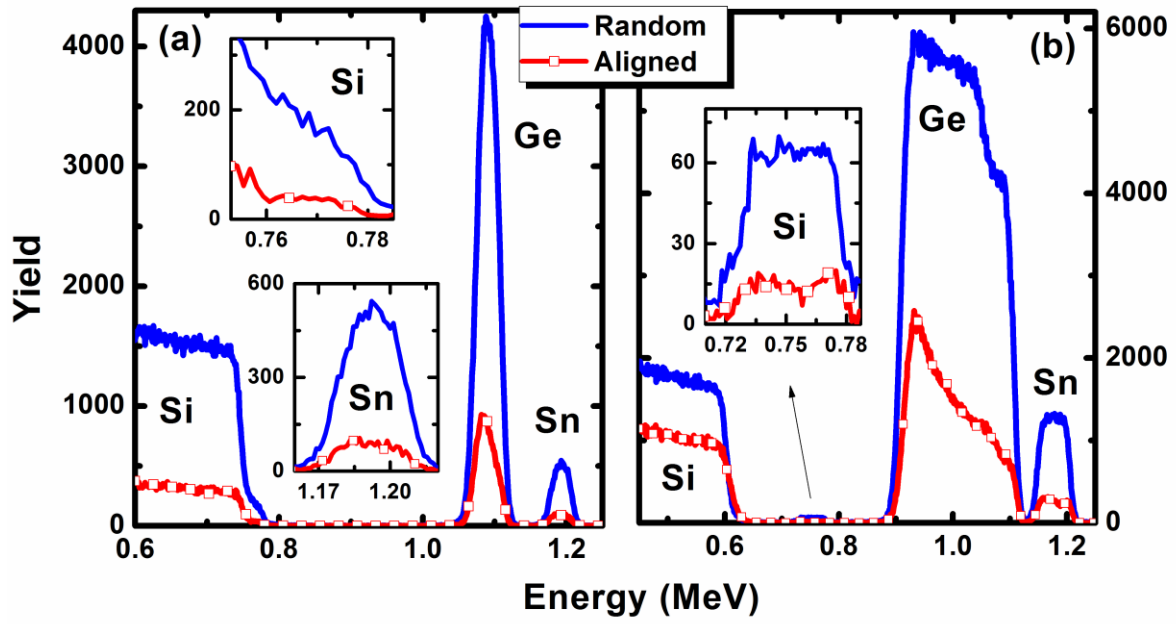 Random
Aligned
(a)
(b)
Yield
4000
3000
2000
1000
0
0.6
0.8
1.0
1.2
Si
Ge
Sn
Si
200
0
0.76
0.78
Sn
600
300
0
1.17
1.20
6000
4000
2000
0
0.6
0.8
1.0
1.2
Si
Ge
Sn
Si
60
30
0
0.72
0.75
0.78
Energy (MeV)